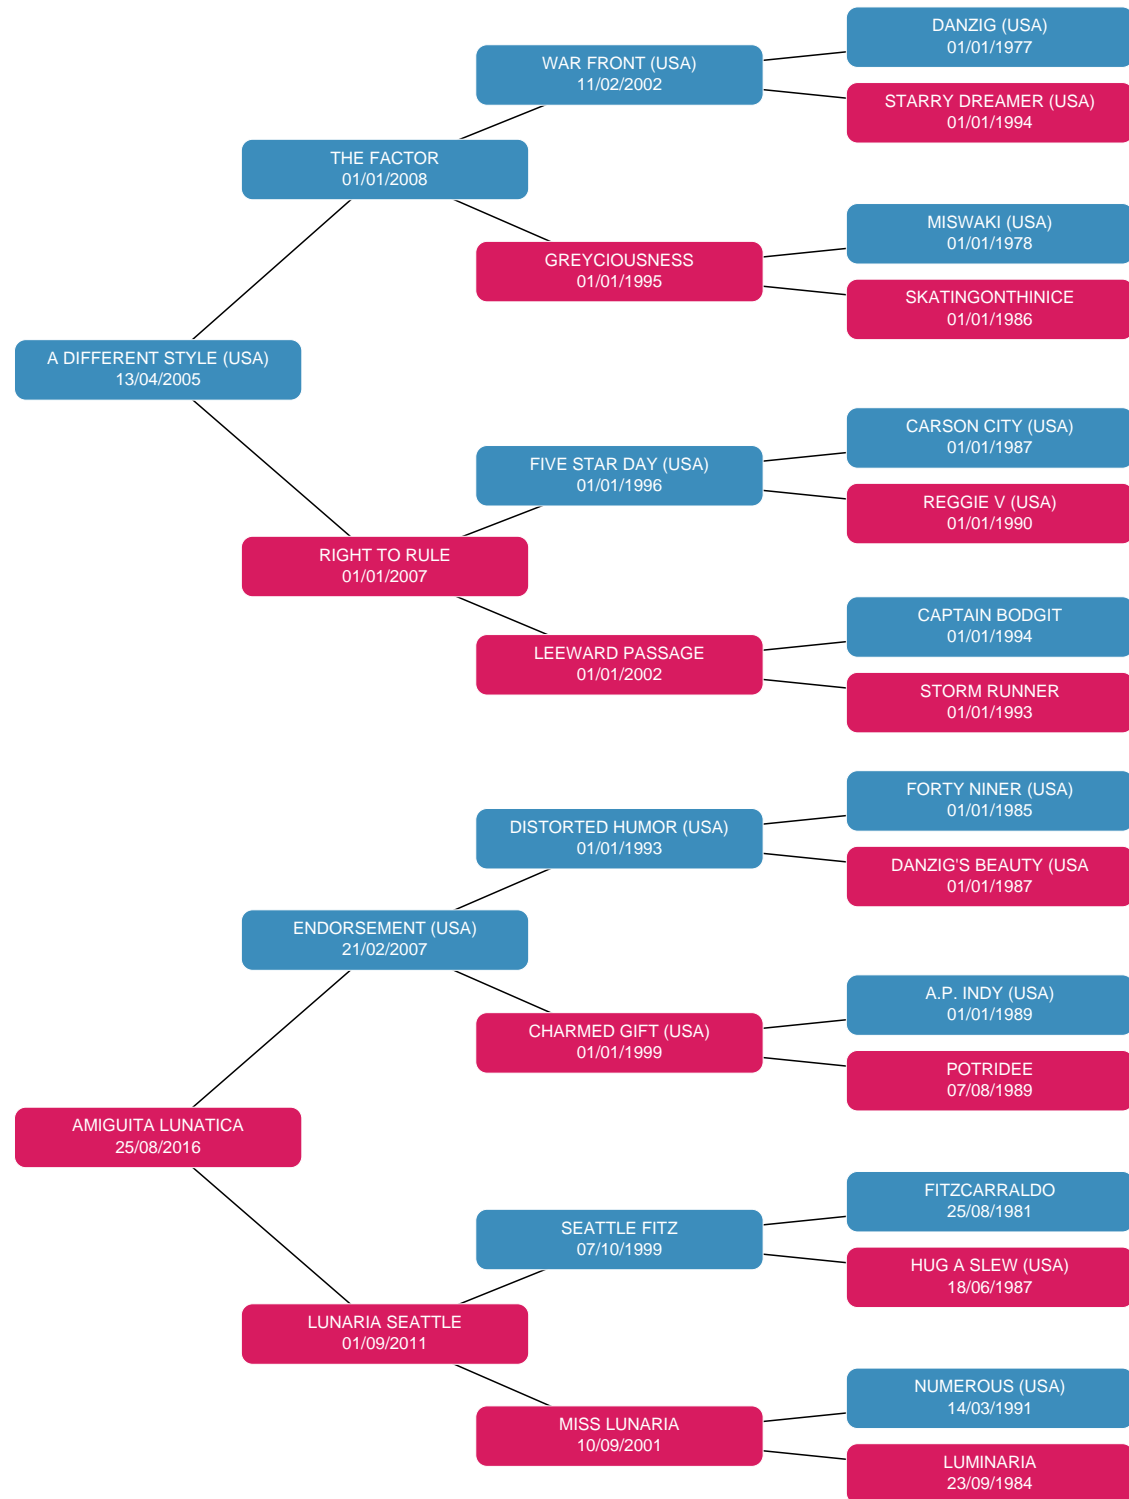 DANZIG (USA)
01/01/1977
WAR FRONT (USA)
11/02/2002
STARRY DREAMER (USA)
01/01/1994
THE FACTOR
01/01/2008
MISWAKI (USA)
01/01/1978
GREYCIOUSNESS
01/01/1995
SKATINGONTHINICE
01/01/1986
A DIFFERENT STYLE (USA)
13/04/2005
CARSON CITY (USA)
01/01/1987
FIVE STAR DAY (USA)
01/01/1996
REGGIE V (USA)
01/01/1990
RIGHT TO RULE
01/01/2007
CAPTAIN BODGIT
01/01/1994
LEEWARD PASSAGE
01/01/2002
STORM RUNNER
01/01/1993
FORTY NINER (USA)
01/01/1985
DISTORTED HUMOR (USA)
01/01/1993
DANZIG'S BEAUTY (USA
01/01/1987
ENDORSEMENT (USA)
21/02/2007
A.P. INDY (USA)
01/01/1989
CHARMED GIFT (USA)
01/01/1999
POTRIDEE
07/08/1989
AMIGUITA LUNATICA
25/08/2016
FITZCARRALDO
25/08/1981
SEATTLE FITZ
07/10/1999
HUG A SLEW (USA)
18/06/1987
LUNARIA SEATTLE
01/09/2011
NUMEROUS (USA)
14/03/1991
MISS LUNARIA
10/09/2001
LUMINARIA
23/09/1984